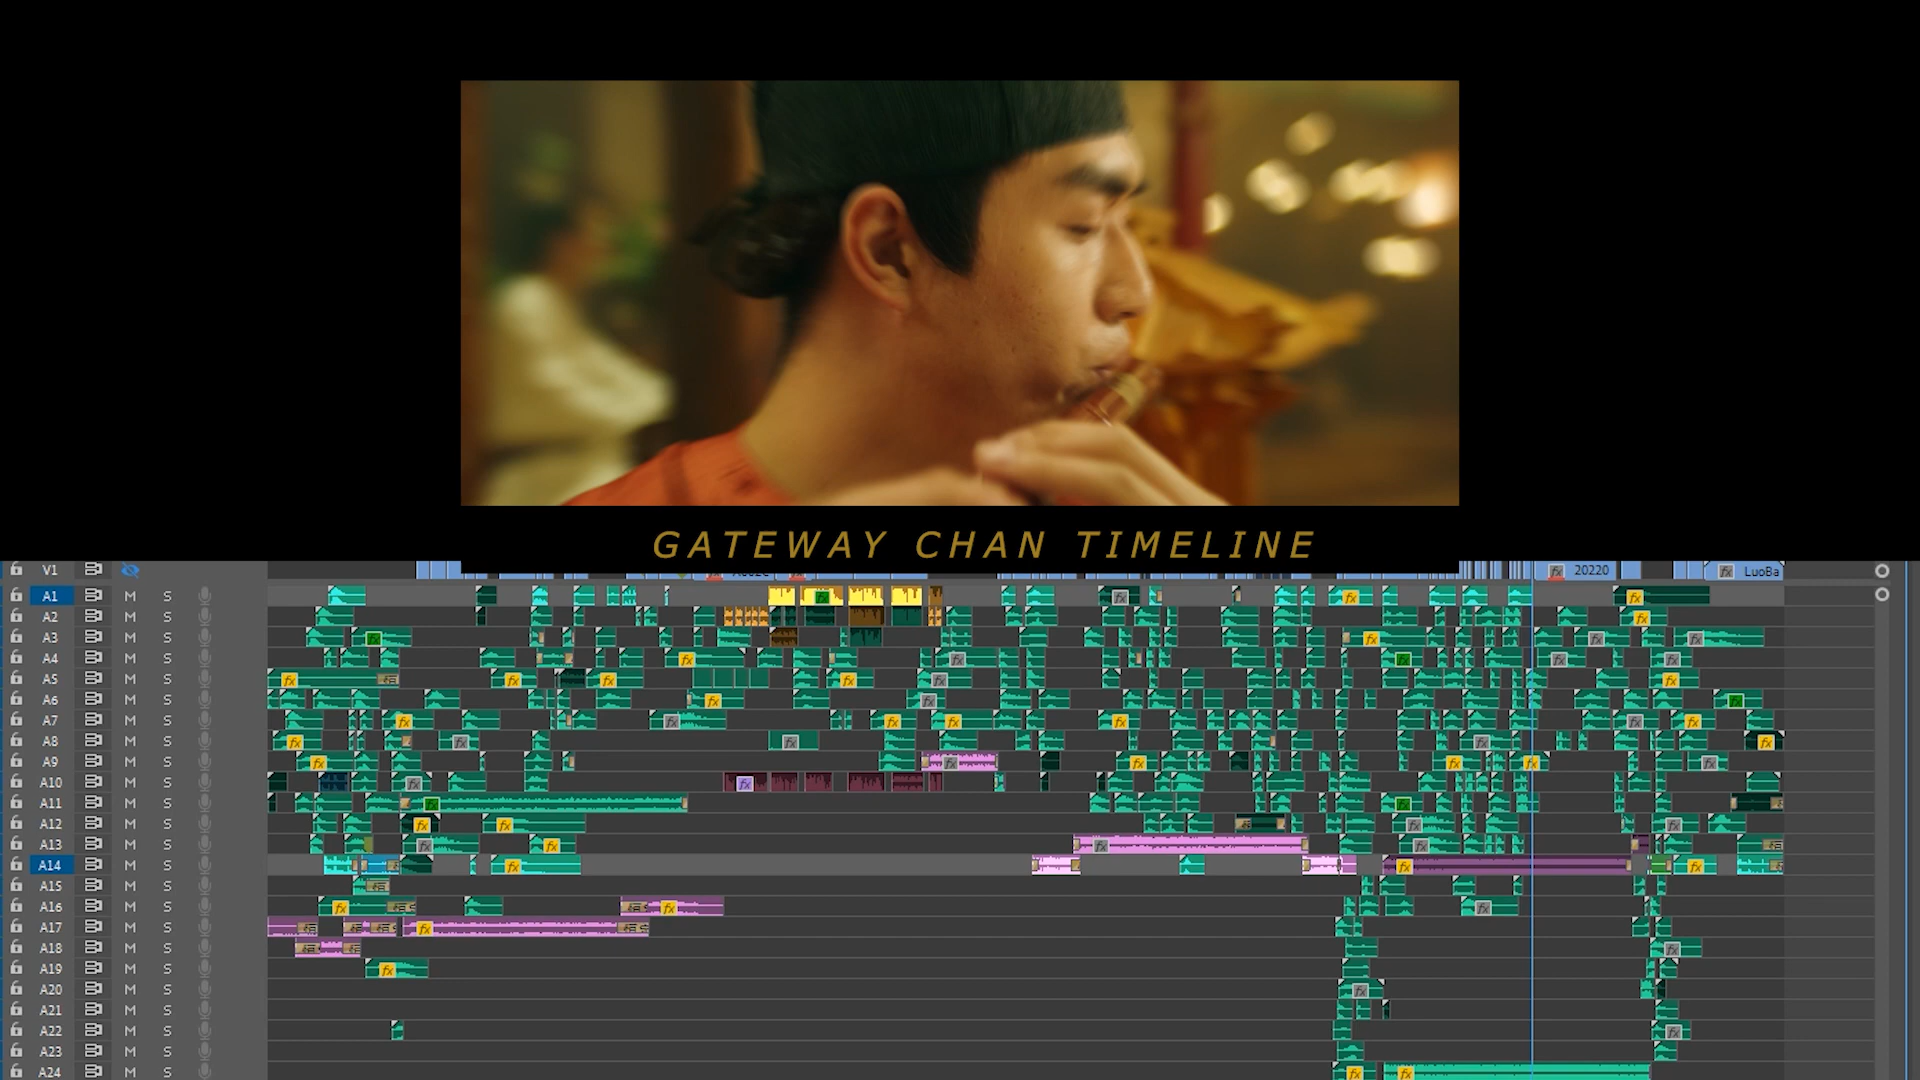 GATEWAY CHAN TIMELINE
V1
20220
LuoBa
A1 M S
A2 M S
A3 M S
A4 M S
A5 M S
A6 M S
A7 M S
A8 M S
A9 M S
A10 M S
A11 M S
A12 M S
A13 M S
A14 M S
A15 M S
A16 M S
A17 M S
A18 M S
A19 M S
A20 M S
A21 M S
A22 M S
A23 M S
A24 M S